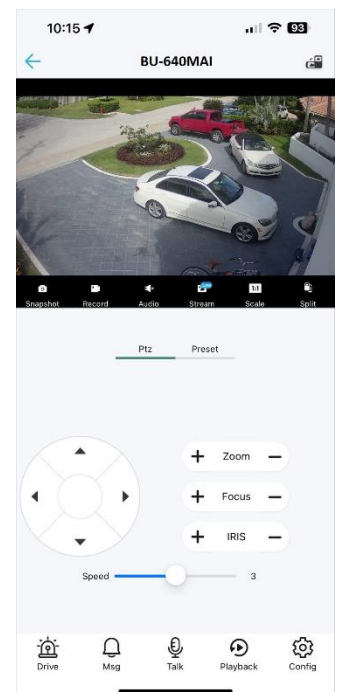 10:15
93
BU-640MAI
1:1
Snapshot Record Audio Stream Scale Split
Ptz Preset
+ Zoom −
+ Focus −
+ IRIS −
Speed 3
Drive Msg Talk Playback Config